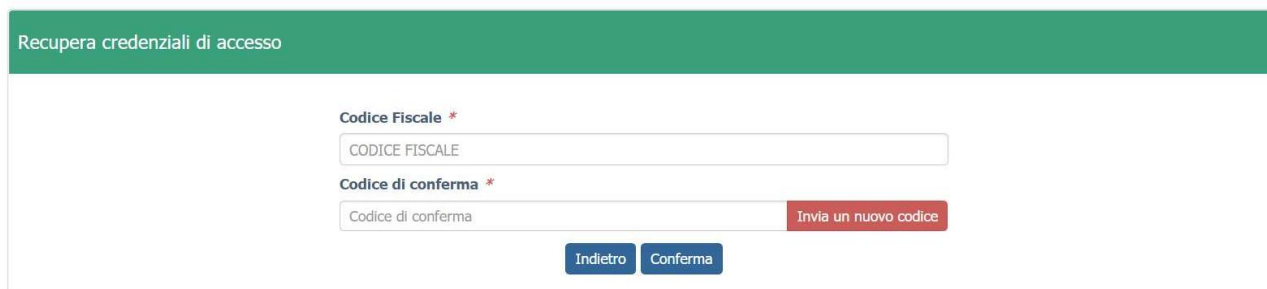 Recupera credenziali di accesso
Codice Fiscale *
CODICE FISCALE
Codice di conferma *
Codice di conferma Invia un nuovo codice
Indietro Conferma